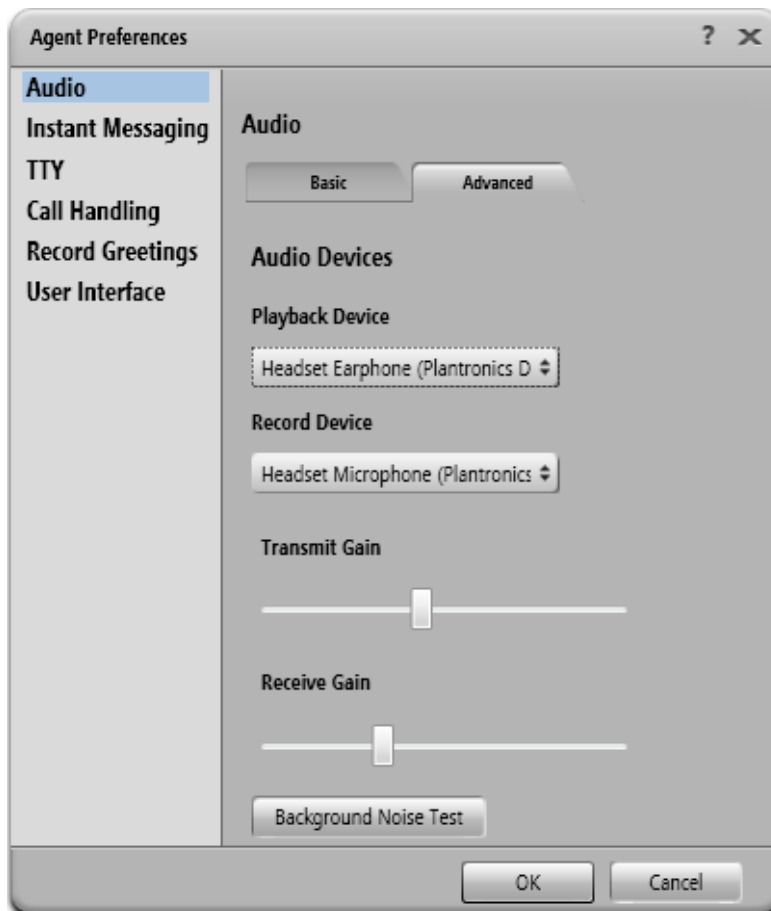 Agent Preferences ?
Audio
Instant Messaging
TTY
Call Handling
Record Greetings
User Interface
Audio
Basic Advanced
Audio Devices
Playback Device
Headset Earphone (Plantronics D
Record Device
Headset Microphone (Plantronics
Transmit Gain
Receive Gain
Background Noise Test
OK Cancel